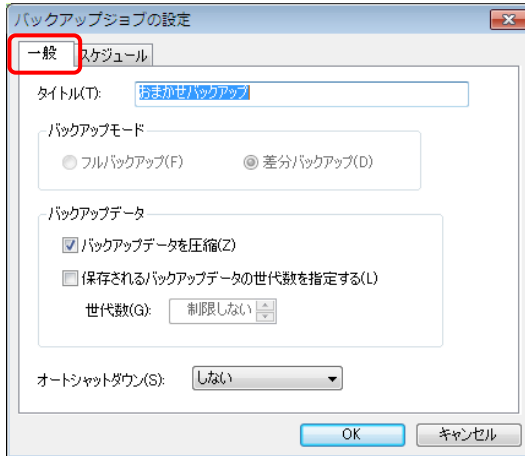 バックアップジョブの設定
一般 スケジュール
タイトル(T): おまかせバックアップ
バックアップモード
フルバックアップ(F) 差分バックアップ(D)
バックアップデータ
バックアップデータを圧縮(Z)
保存されるバックアップデータの世代数を指定する(L)
世代数(G): 制限しない
オートシャットダウン(S): しない
OK キャンセル